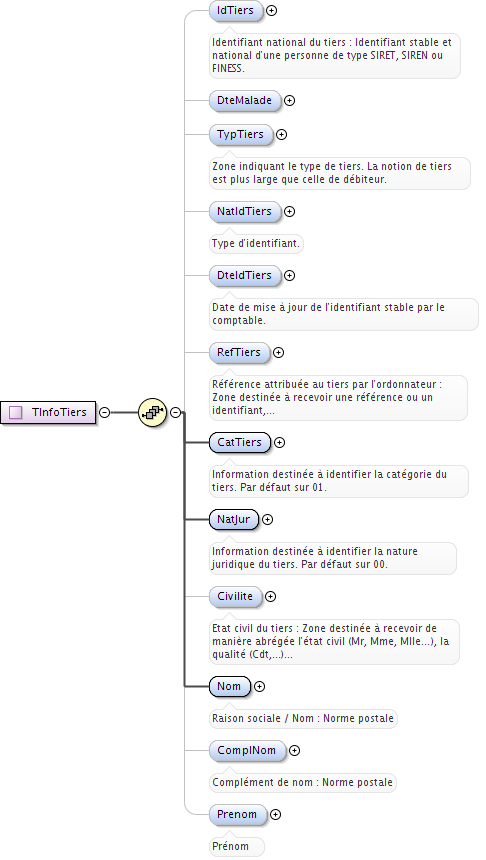 IdTiers
Identifiant national du tiers : Identifiant stable et
national d'une personne de type SIRET, SIREN ou
FINESS.
DteMalade
TypTiers
Zone indiquant le type de tiers. La notion de tiers
est plus large que celle de débiteur.
NatIdTiers
Type d'identifiant.
DteIdTiers
Date de mise à jour de l'identifiant stable par le
comptable.
RefTiers
Référence attribuée au tiers par l'ordonnateur :
Zone destinée à recevoir une référence ou un
identifiant,...
TInfoTiers
CatTiers
Information destinée à identifier la catégorie du
tiers. Par défaut sur 01.
NatJur
Information destinée à identifier la nature
juridique du tiers. Par défaut sur 00.
Civilite
Etat civil du tiers : Zone destinée à recevoir de
manière abrégée l'état civil (Mr, Mme, Mlle...), la
qualité (Cdt,...)...
Nom
Raison sociale / Nom : Norme postale
ComplNom
Complément de nom : Norme postale
Prenom
Prénom